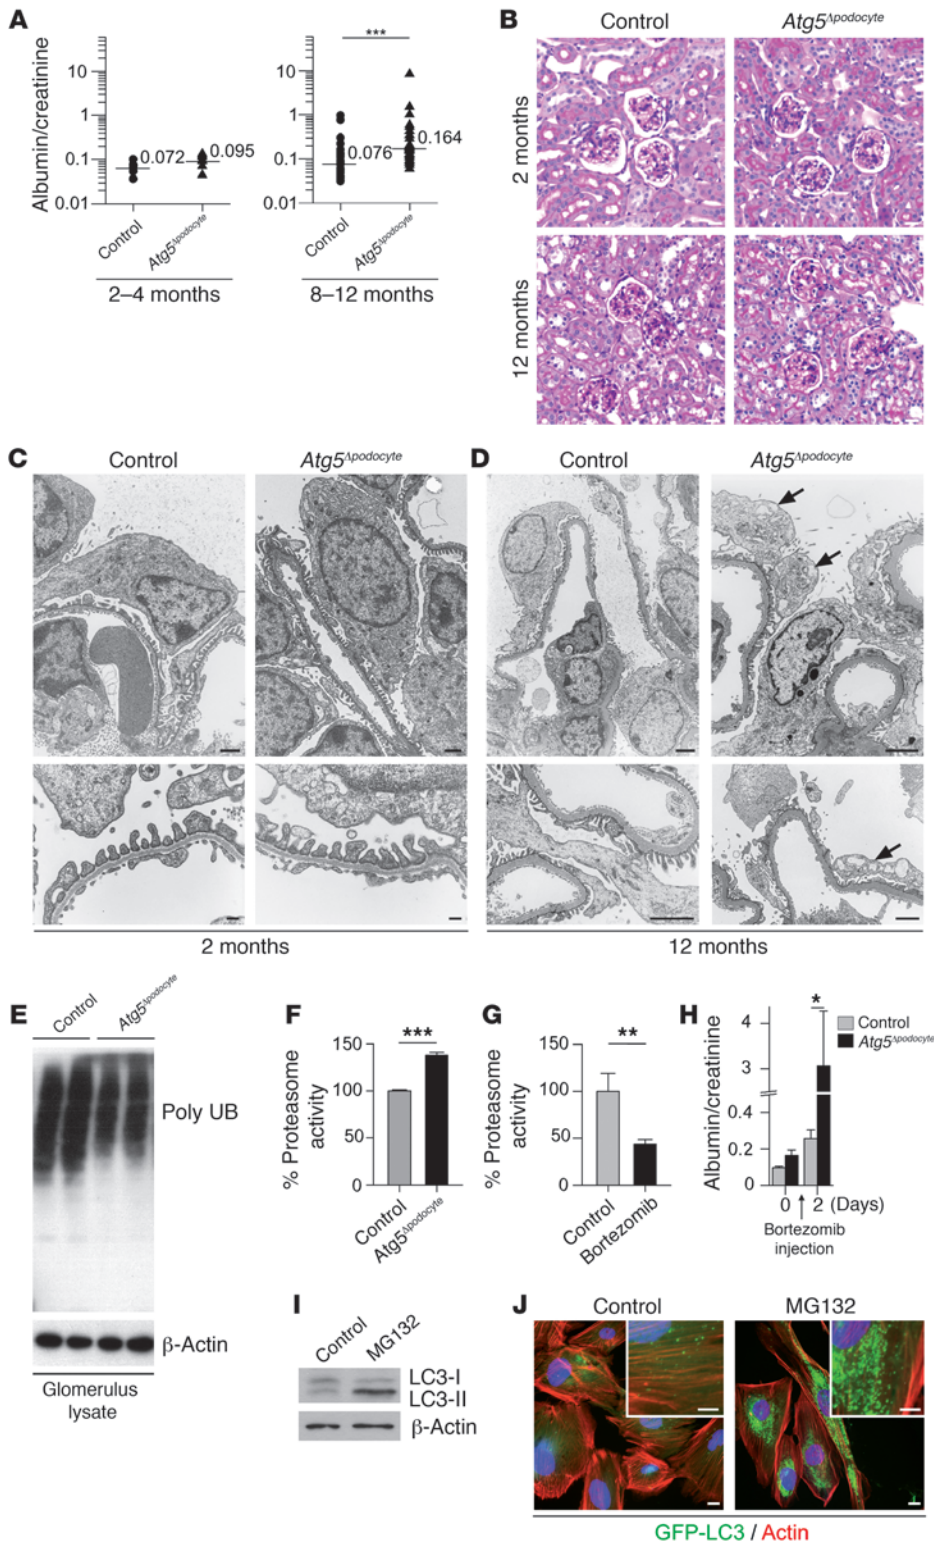 A
Albumin/creatinine
10
1
0.1
0.01
0.072
0.095
Control
Atg5Δpodocyte
2–4 months
***
10
1
0.1
0.01
0.076
0.164
Control
Atg5Δpodocyte
8–12 months
B
Control
Atg5Δpodocyte
2 months
12 months
C
Control
Atg5Δpodocyte
2 months
D
Control
Atg5Δpodocyte
12 months
E
Control
Atg5Δpodocyte
Poly UB
β-Actin
Glomerulus
lysate
F
% Proteasome
activity
150
100
50
0
***
Control
Atg5Δpodocyte
G
% Proteasome
activity
150
100
50
0
**
Control
Bortezomib
H
Albumin/creatinine
4
3
0.4
0.2
0
*
Control
Atg5Δpodocyte
0 2 (Days)
Bortezomib
injection
I
Control
MG132
LC3-I
LC3-II
β-Actin
J
Control
MG132
GFP-LC3 / Actin